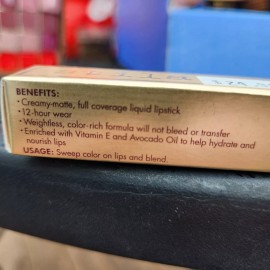 BENEFITS:
• Creamy-matte, full coverage liquid lipstick
• 12-hour wear
• Weightless, color-rich formula will not bleed or transfer
• Enriched with Vitamin E and Avocado Oil to help hydrate and
nourish lips
USAGE: Sweep color on lips and blend.